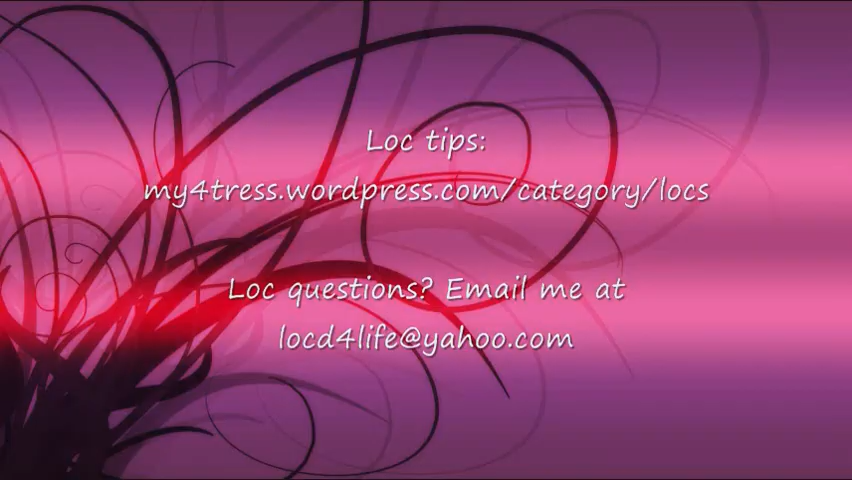 Loc tips:
my4tress.wordpress.com/category/locs
Loc questions? Email me at
locd4life@yahoo.com